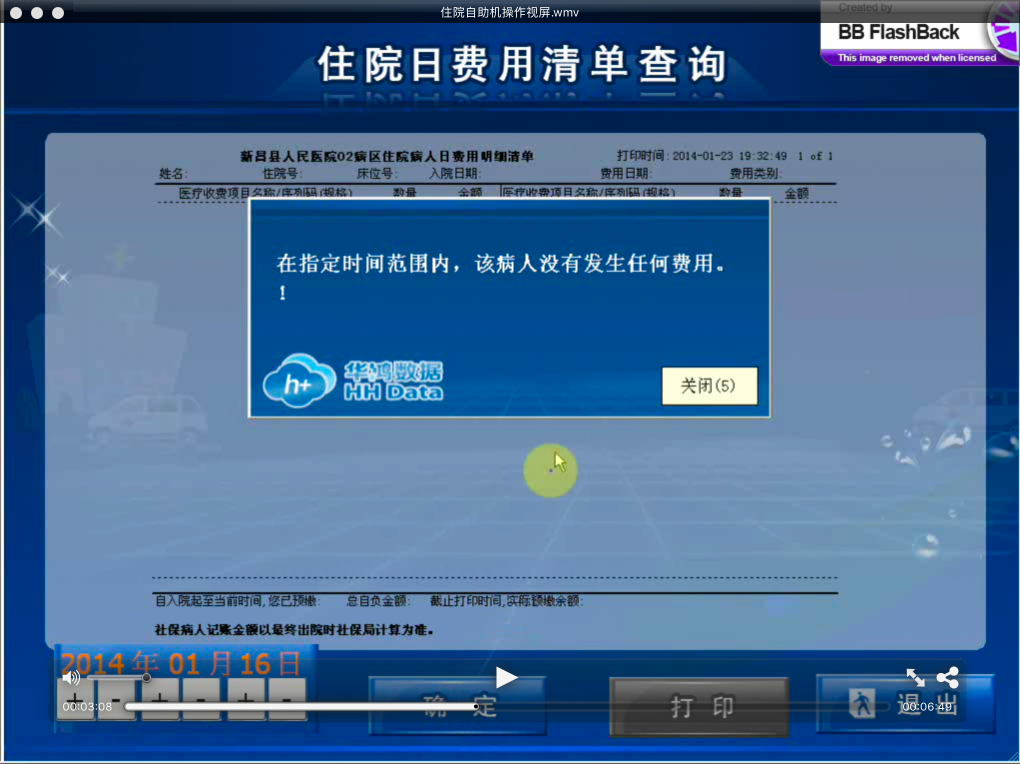 住院自助机操作视屏.wmv
Created by
BB FlashBack
This image removed when licensed
住院日费用清单查询
新昌县人民医院02病区住院病人日费用明细清单
打印时间:2014-01-23 19:32:49 1 of 1
姓名: 住院号: 床位号: 入院日期: 费用日期: 费用类别:
医疗收费项目名称/序列码(规格) 数量 金额 医疗收费项目名称/序列码(规格) 数量 金额
在指定时间范围内，该病人没有发生任何费用。
！
h+ 华鸿数据
HH Data
关闭(5)
自入院起至当前时间,您已预缴: 总自负金额: 截止打印时间,实际预缴余额:
社保病人记账金额以最终出院时社保局计算为准。
2014 年 01 月 16 日
+ - + - + -
确 定
打 印
退 出
00:03:08
00:06:49